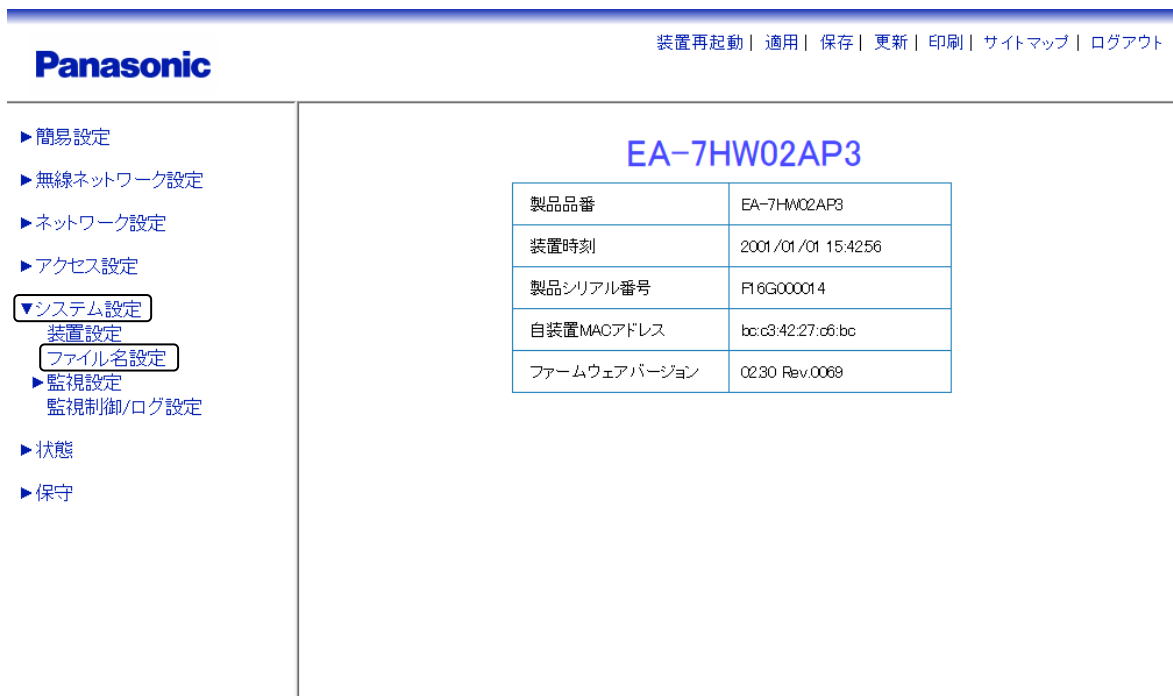 装置再起動| 適用| 保存| 更新| 印刷| サイトマップ| ログアウト
Panasonic
▶簡易設定
▶無線ネットワーク設定
▶ネットワーク設定
▶アクセス設定
▼システム設定
装置設定
ファイル名設定
▶監視設定
監視制御/ログ設定
▶状態
▶保守
EA-7HW02AP3
製品品番 EA-7HW02AP3
装置時刻 2001/01/01 15:42:56
製品シリアル番号 F16G000014
自装置MACアドレス bc:c3:42:27:c6:bc
ファームウェアバージョン 02.30 Rev.0069